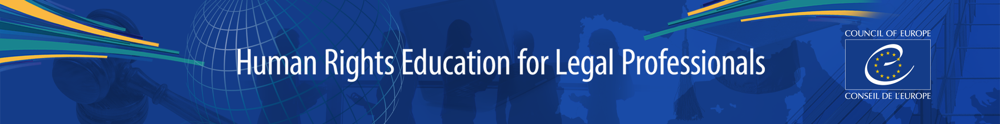 Human Rights Education for Legal Professionals
COUNCIL OF EUROPE
CONSEIL DE L'EUROPE